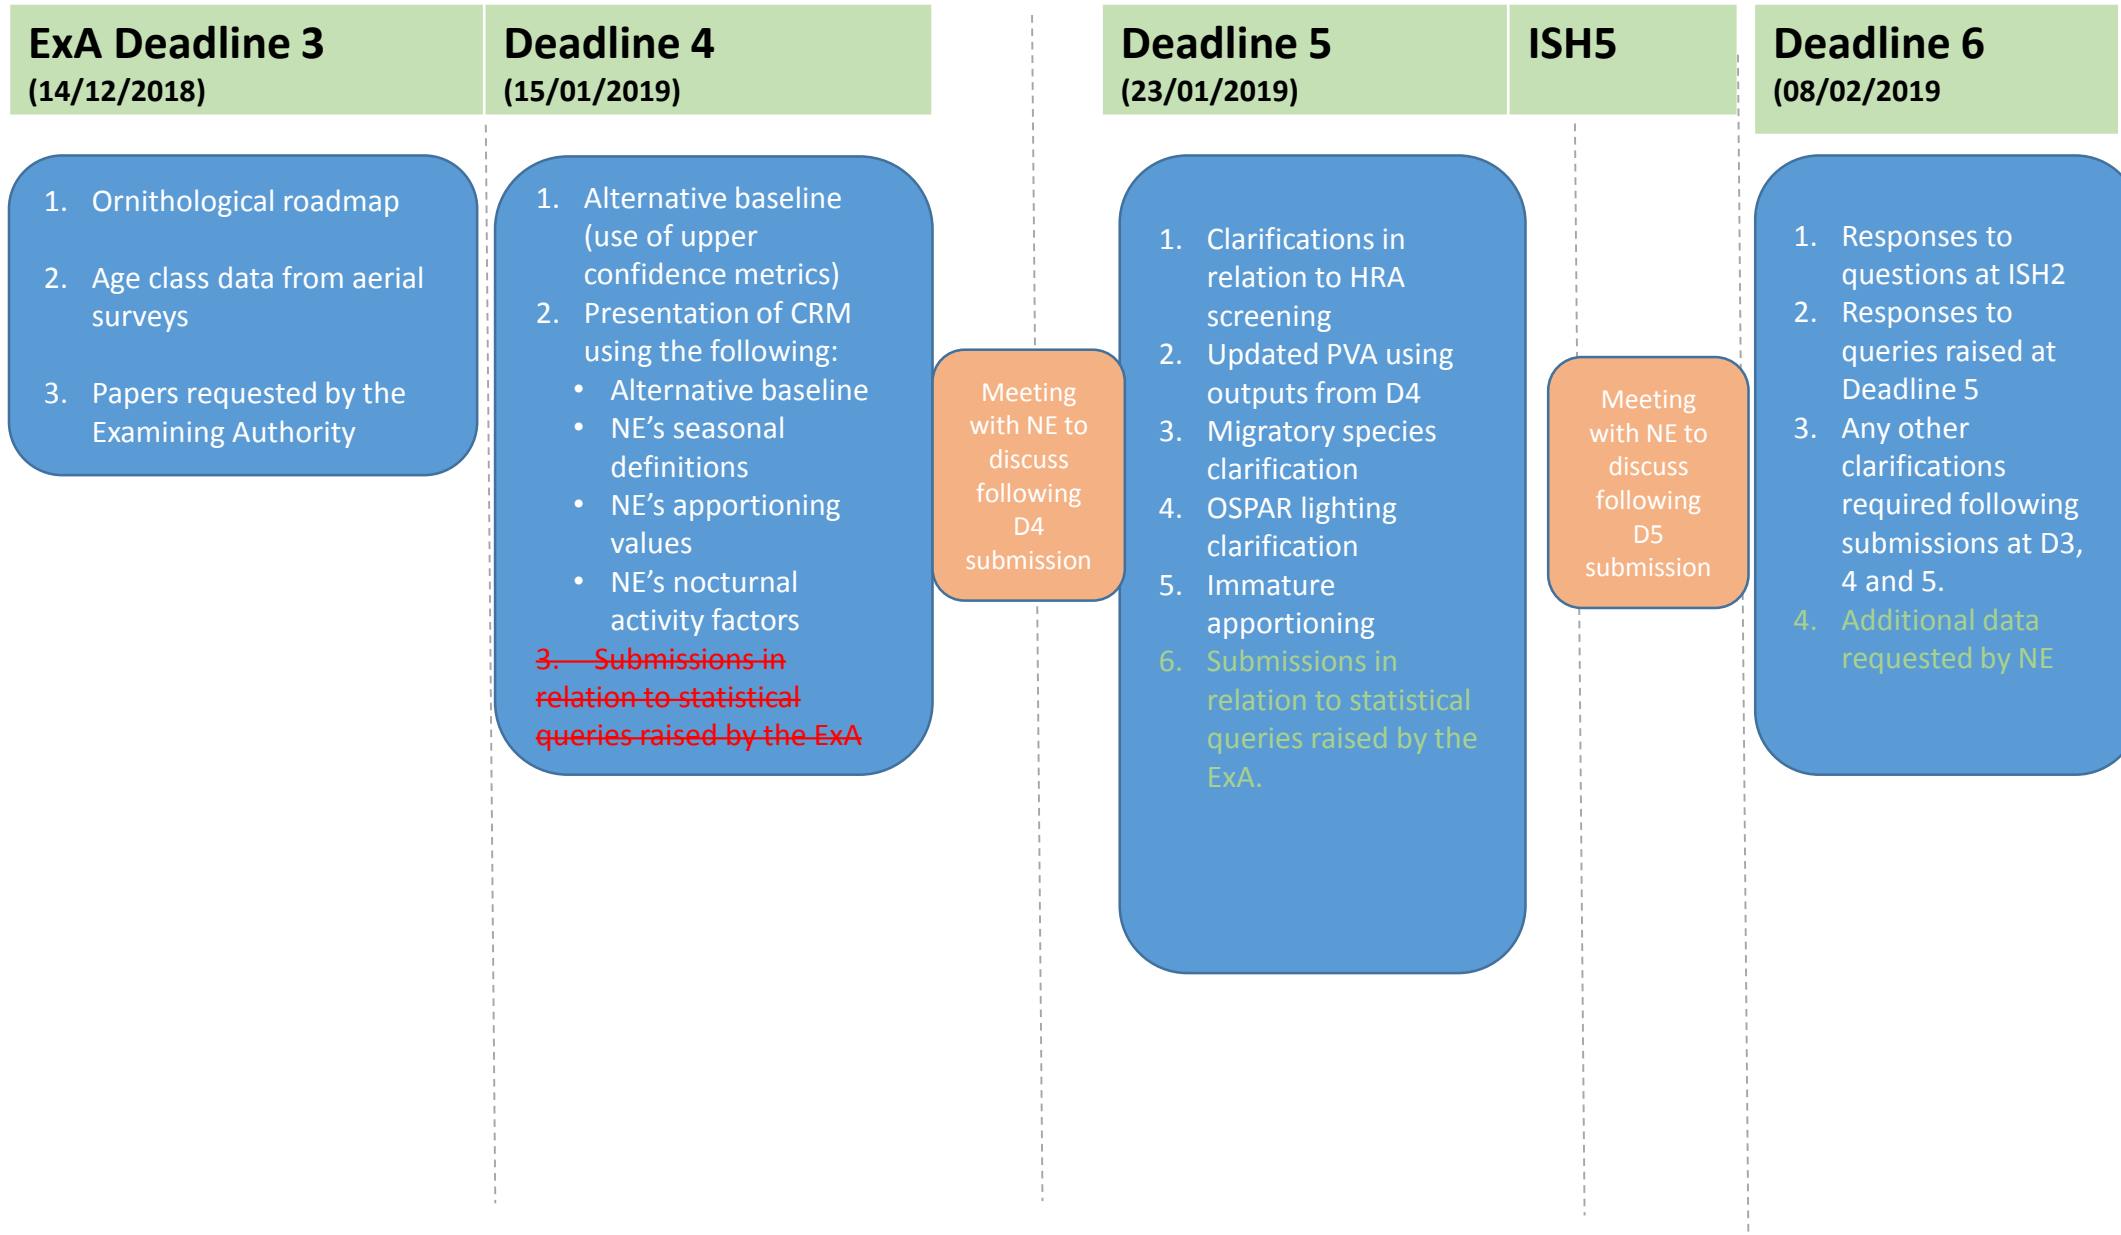 ExA Deadline 3
(14/12/2018)
Deadline 4
(15/01/2019)
Deadline 5
(23/01/2019)
ISH5
Deadline 6
(08/02/2019
1. Ornithological roadmap
2. Age class data from aerial
surveys
3. Papers requested by the
Examining Authority
1. Alternative baseline
(use of upper
confidence metrics)
2. Presentation of CRM
using the following:
• Alternative baseline
• NE's seasonal
definitions
• NE's apportioning
values
• NE's nocturnal
activity factors
3. Submissions in
relation to statistical
queries raised by the ExA
Meeting
with NE to
discuss
following
D4
submission
1. Clarifications in
relation to HRA
screening
2. Updated PVA using
outputs from D4
3. Migratory species
clarification
4. OSPAR lighting
clarification
5. Immature
apportioning
6. Submissions in
relation to statistical
queries raised by the
ExA.
Meeting
with NE to
discuss
following
D5
submission
1. Responses to
questions at ISH2
2. Responses to
queries raised at
Deadline 5
3. Any other
clarifications
required following
submissions at D3,
4 and 5.
4. Additional data
requested by NE